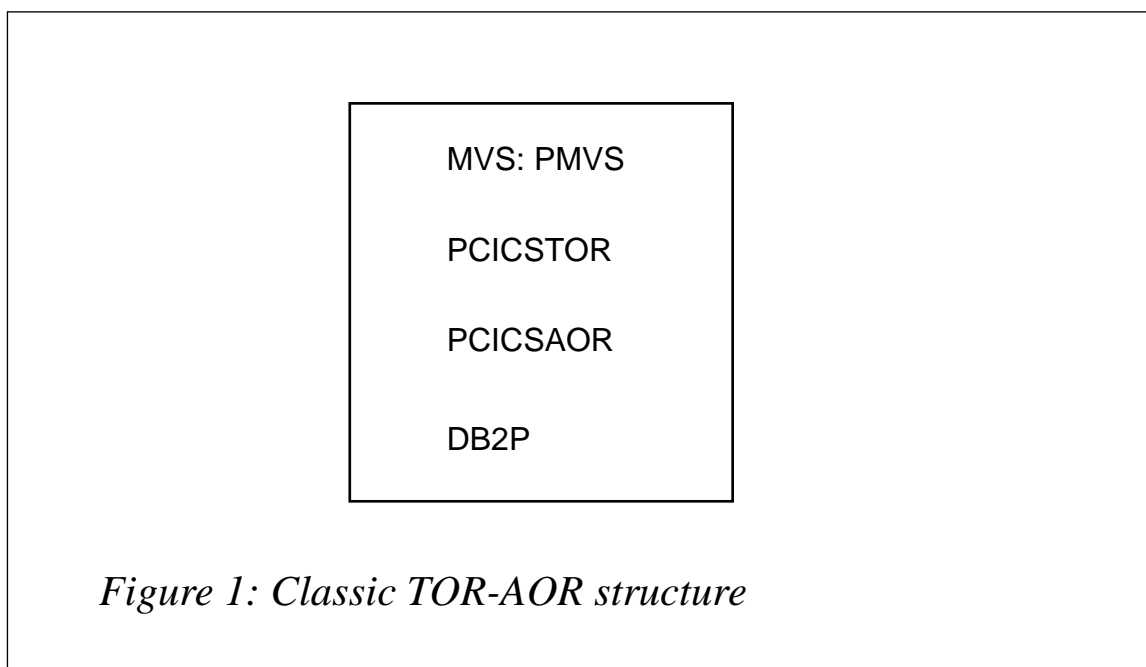 MVS: PMVS
PCICSTOR
PCICSAOR
DB2P
Figure 1: Classic TOR-AOR structure